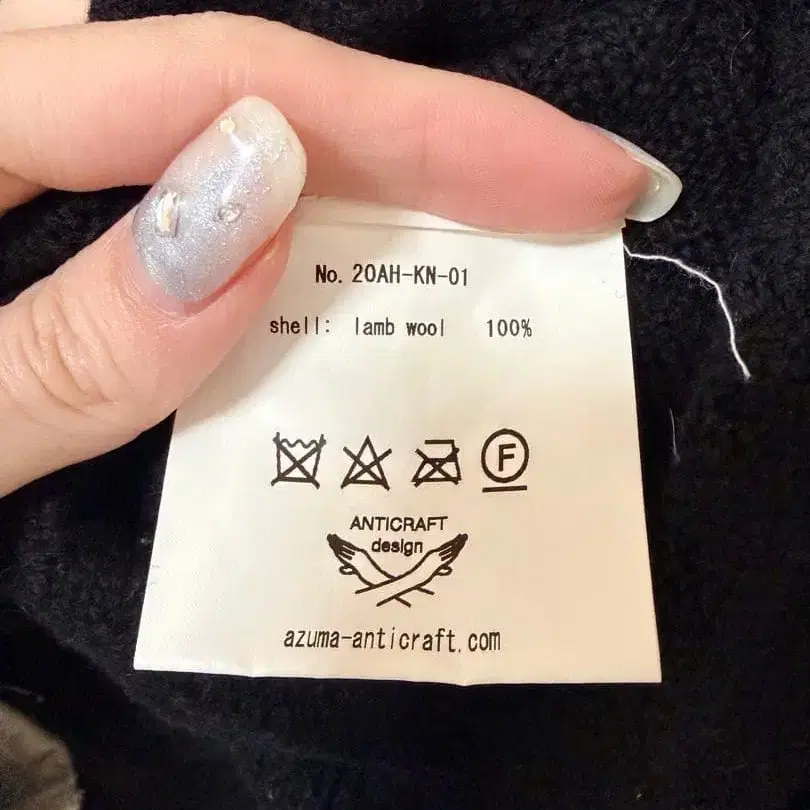 No. 20AH-KN-01
shell: lamb wool 100%
F
ANTICRAFT
design
azuma-anticraft.com